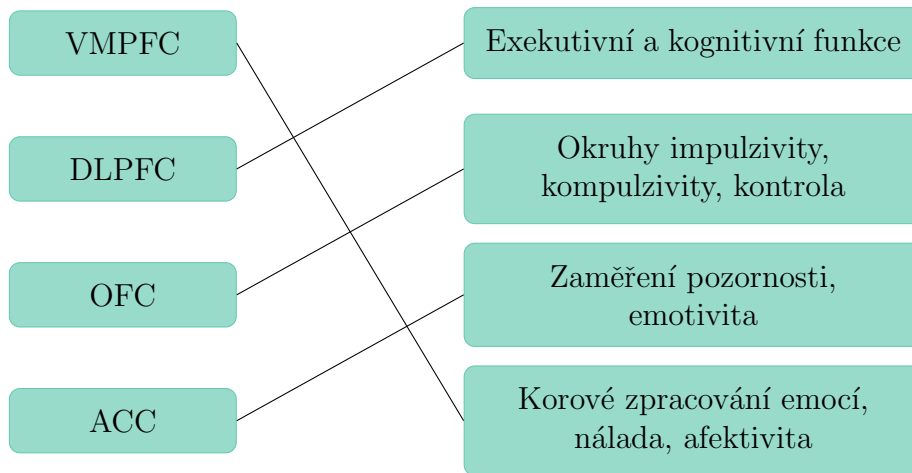 VMPFC
Exekutivní a kognitivní funkce
DLPFC
Okruhy impulzivity,
kompulzivity, kontrola
OFC
Zaměření pozornosti,
emotivita
ACC
Korové zpracování emocí,
nálada, afektivita